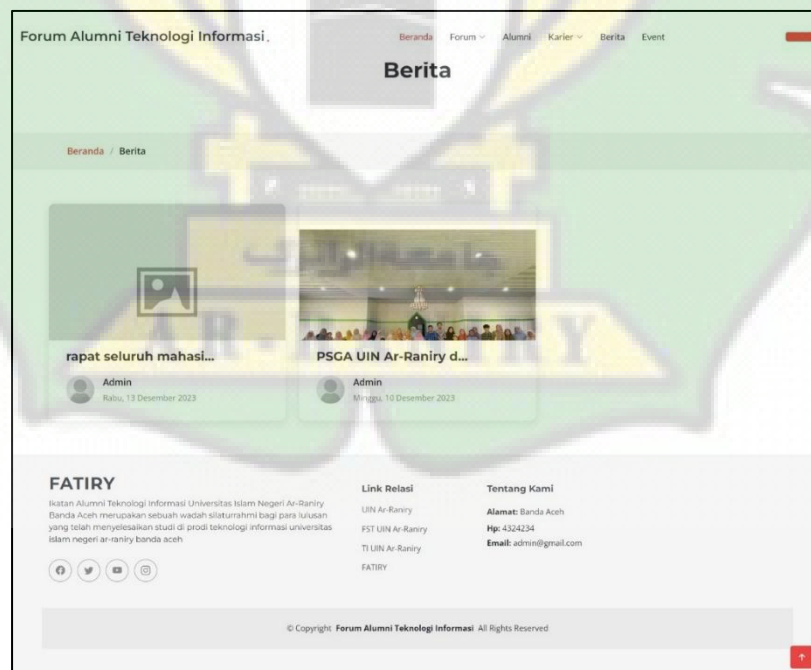 Forum Alumni Teknologi Informasi.
Beranda Forum Alumni Karier Berita Event
Berita
Beranda / Berita
جامعة الرانري
AR-RANIRY
rapat seluruh mahasi...
Admin
Rabu, 13 Desember 2023
PSGA UIN Ar-Raniry d...
Admin
Minggu, 10 Desember 2023
FATIRY
Ikatan Alumni Teknologi Informasi Universitas Islam Negeri Ar-Raniry
Banda Aceh merupakan sebuah wadah silaturrahmi bagi para lulusan
yang telah menyelesaikan studi di prodi teknologi informasi universitas
islam negeri ar-raniry banda aceh
Link Relasi
UIN Ar-Raniry
FST UIN Ar-Raniry
TI UIN Ar-Raniry
FATIRY
Tentang Kami
Alamat: Banda Aceh
Hp: 4324234
Email: admin@gmail.com
© Copyright Forum Alumni Teknologi Informasi All Rights Reserved